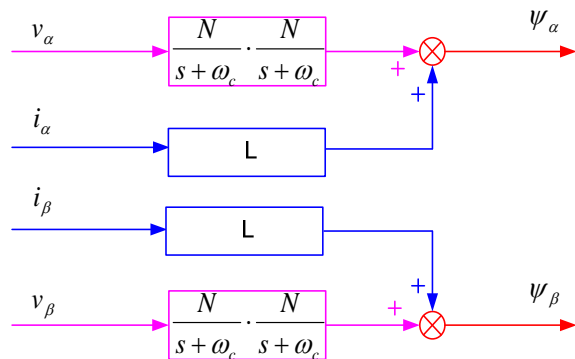 v_α
N/(s + ω_c) · N/(s + ω_c)
ψ_α
+
+
i_α
L
i_β
L
+
v_β
N/(s + ω_c) · N/(s + ω_c)
+
ψ_β